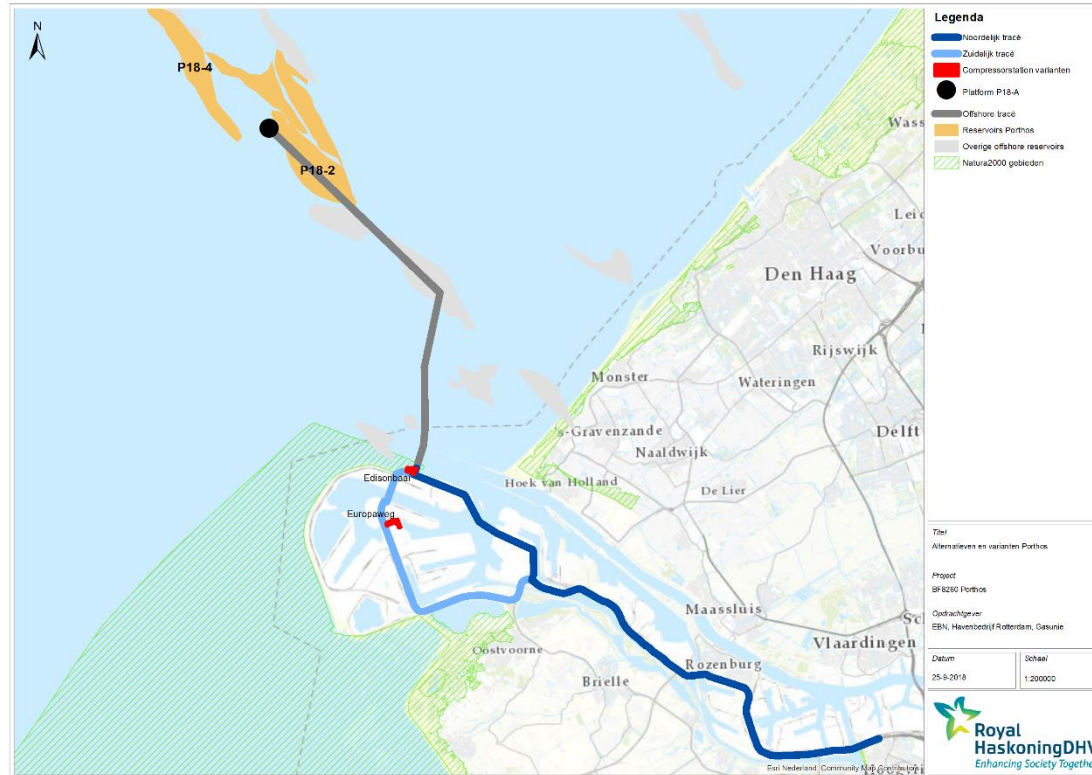 N
P18-4
P18-2
Wass
Leid
Voorbu
Den Haag
Rijswijk
Monster
Wateringen
Delft
's-Gravenzande
Naaldwijk
Edisonbaai
Hoek van Holland
De Lier
Europaweg
Maassluis
Vlaardingen
Sc
Oostvoorne
Rozenburg
Brielle
Esri Nederland, Community Map Contributors
Legenda
Noordelijk tracé
Zuidelijk tracé
Compressorstation varianten
Platform P18-A
Offshore tracé
Reservoirs Porthos
Overige offshore reservoirs
Natura2000 gebieden
Titel
Alternatieven en varianten Porthos
Project
BF8260 Porthos
Opdrachtgever
EBN, Havenbedrijf Rotterdam, Gasunie
Datum
25-9-2018
Schaal
1:200000
Royal
HaskoningDHV
Enhancing Society Together